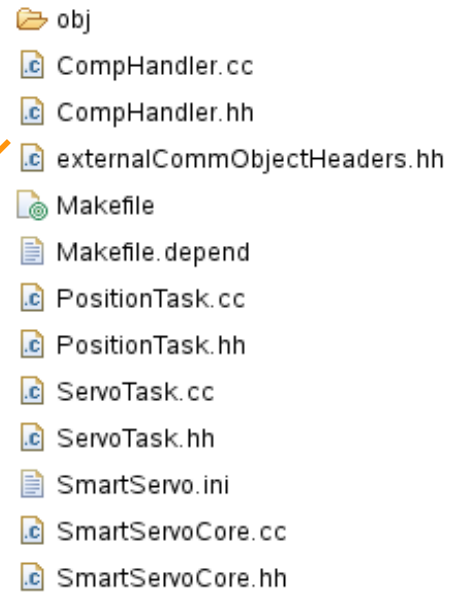 obj
.c CompHandler.cc
.c CompHandler.hh
.c externalCommObjectHeaders.hh
Makefile
Makefile.depend
.c PositionTask.cc
.c PositionTask.hh
.c ServoTask.cc
.c ServoTask.hh
SmartServo.ini
.c SmartServoCore.cc
.c SmartServoCore.hh